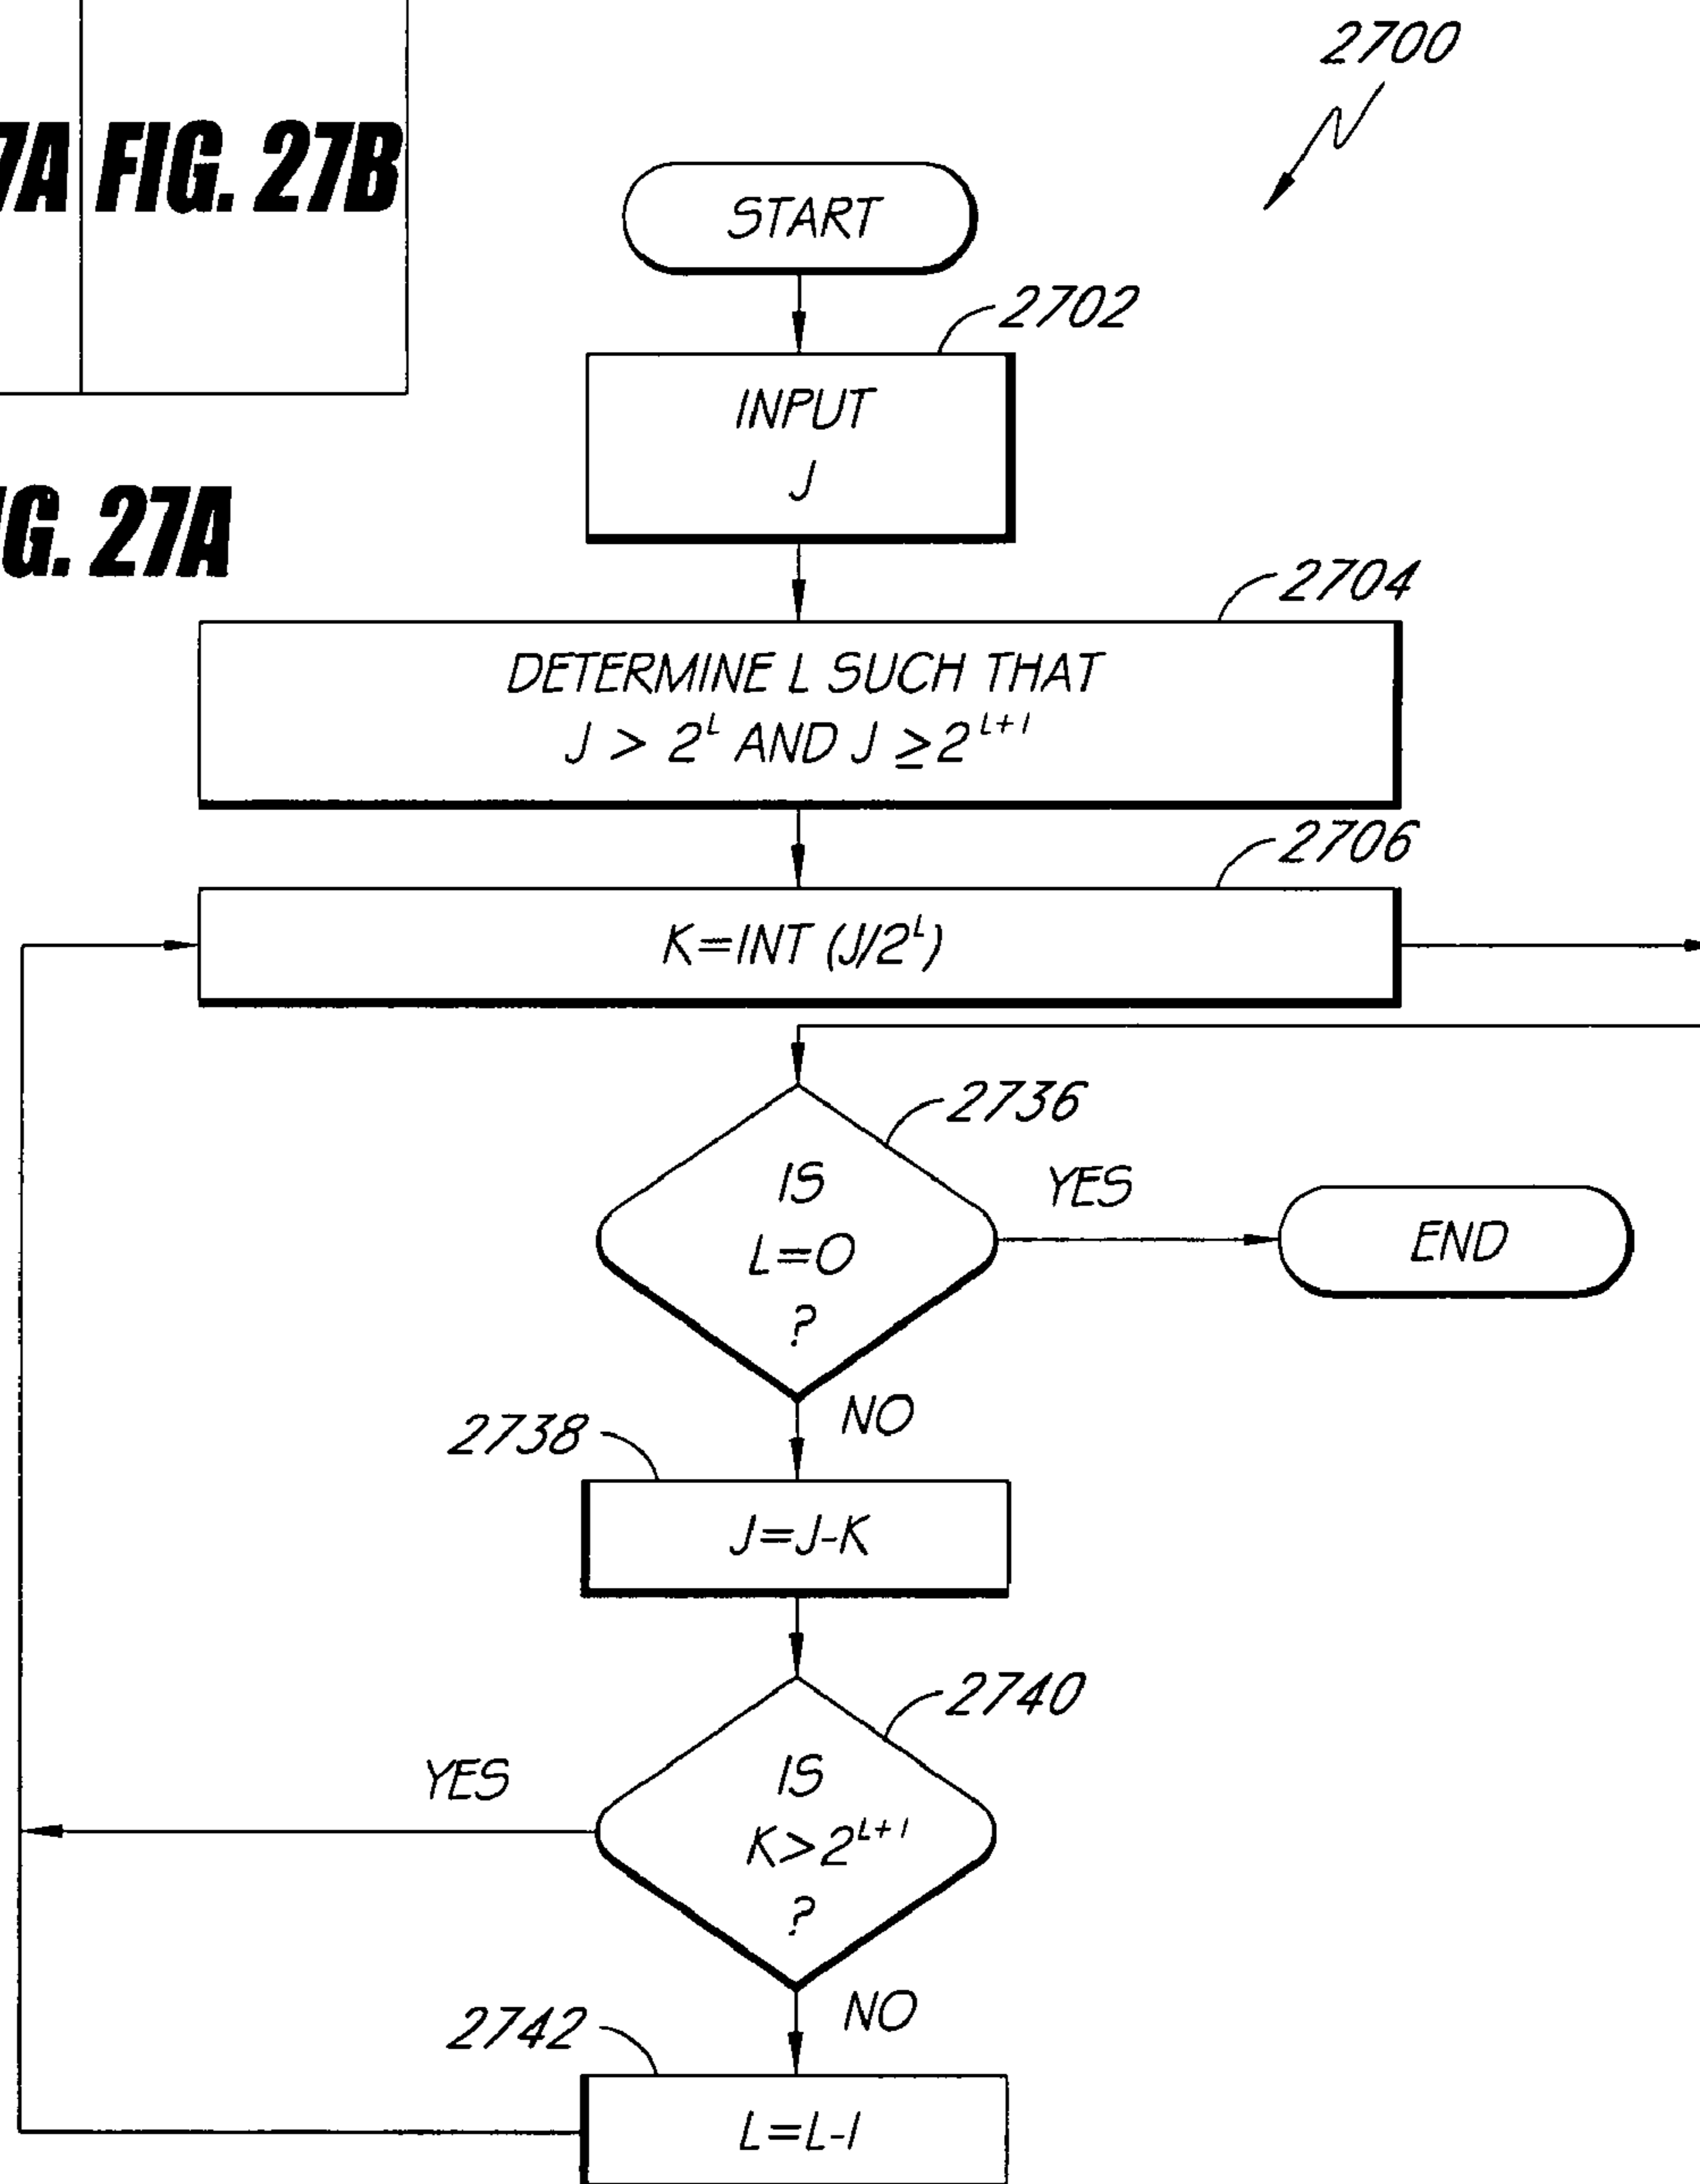 7A FIG. 27B
G. 27A
2700
START
2702
INPUT
J
2704
DETERMINE L SUCH THAT
J > 2^L AND J ≥ 2^L+1
2706
K=INT (J/2^L)
2736
IS
L=0
?
YES
END
NO
2738
J=J-K
2740
IS
K>2^L+1
?
YES
NO
2742
L=L-1